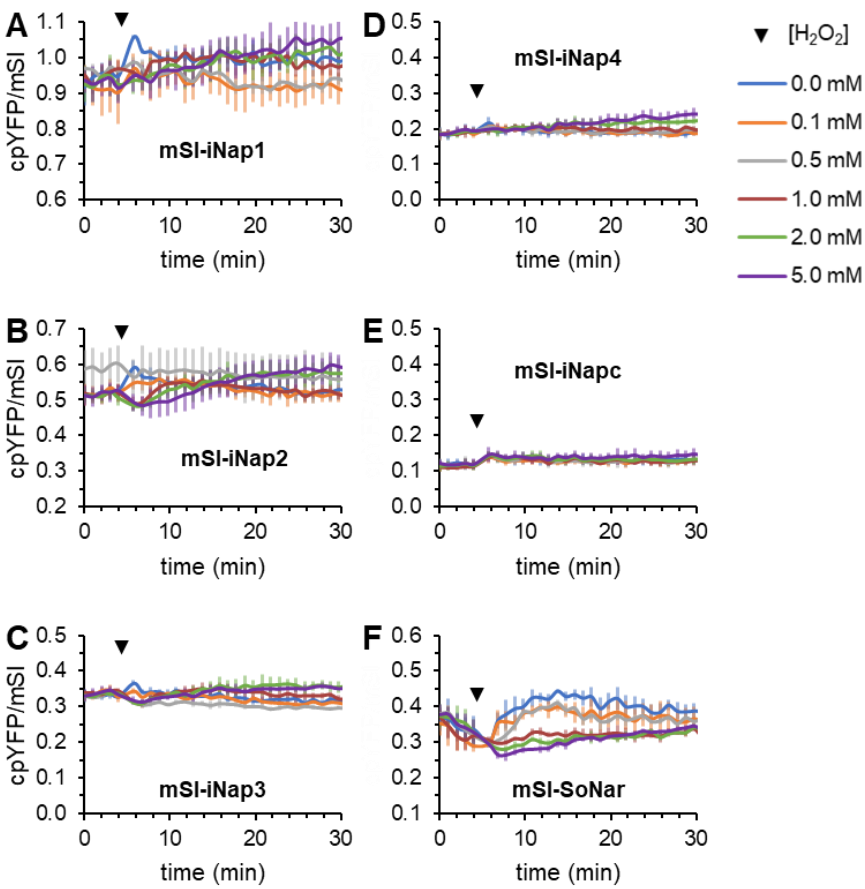 A
1.1
1.0
0.9
0.8
0.7
0.6
cpYFP/mSI
mSI-iNap1
0 10 20 30
time (min)
D
0.5
0.4
0.3
0.2
0.1
0.0
mSI-iNap4
0 10 20 30
time (min)
[H₂O₂]
0.0 mM
0.1 mM
0.5 mM
1.0 mM
2.0 mM
5.0 mM
B
0.7
0.6
0.5
0.4
0.3
0.2
cpYFP/mSI
mSI-iNap2
0 10 20 30
time (min)
E
0.5
0.4
0.3
0.2
0.1
0.0
mSI-iNapc
0 10 20 30
time (min)
C
0.5
0.4
0.3
0.2
0.1
0.0
cpYFP/mSI
mSI-iNap3
0 10 20 30
time (min)
F
0.6
0.5
0.4
0.3
0.2
0.1
mSI-SoNar
0 10 20 30
time (min)